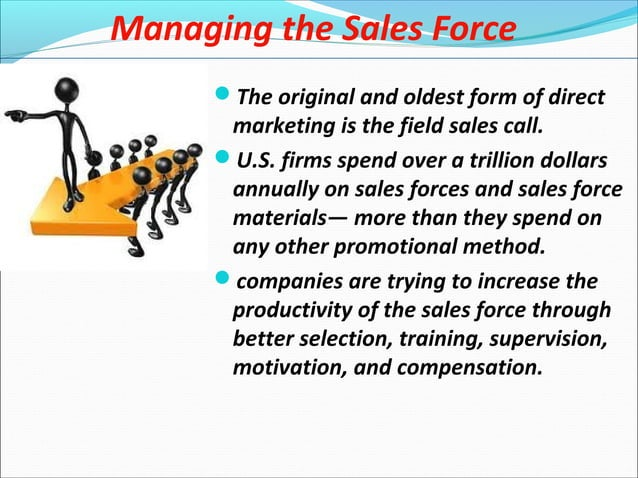 Managing the Sales Force
The original and oldest form of direct
marketing is the field sales call.
U.S. firms spend over a trillion dollars
annually on sales forces and sales force
materials— more than they spend on
any other promotional method.
companies are trying to increase the
productivity of the sales force through
better selection, training, supervision,
motivation, and compensation.